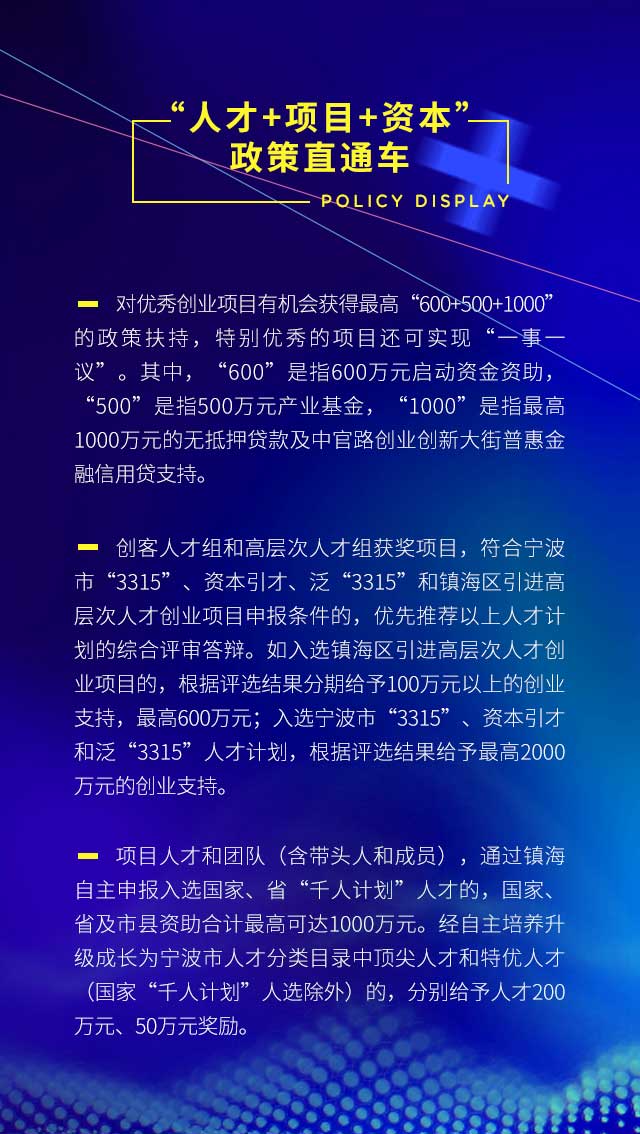 “人才+项目+资本”
政策直通车
POLICY DISPLAY
对优秀创业项目有机会获得最高“600+500+1000”
的政策扶持，特别优秀的项目还可实现“一事一
议”。其中，“600”是指600万元启动资金资助，
“500”是指500万元产业基金，“1000”是指最高
1000万元的无抵押贷款及中官路创业创新大街普惠金
融信用贷支持。
创客人才组和高层次人才组获奖项目，符合宁波
市“3315”、资本引才、泛“3315”和镇海区引进高
层次人才创业项目申报条件的，优先推荐以上人才计
划的综合评审答辩。如入选镇海区引进高层次人才创
业项目的，根据评选结果分期给予100万元以上的创业
支持，最高600万元；入选宁波市“3315”、资本引才
和泛“3315”人才计划，根据评选结果给予最高2000
万元的创业支持。
项目人才和团队（含带头人和成员），通过镇海
自主申报入选国家、省“千人计划”人才的，国家、
省及市县资助合计最高可达1000万元。经自主培养升
级成长为宁波市人才分类目录中顶尖人才和特优人才
（国家“千人计划”人选除外）的，分别给予人才200
万元、50万元奖励。